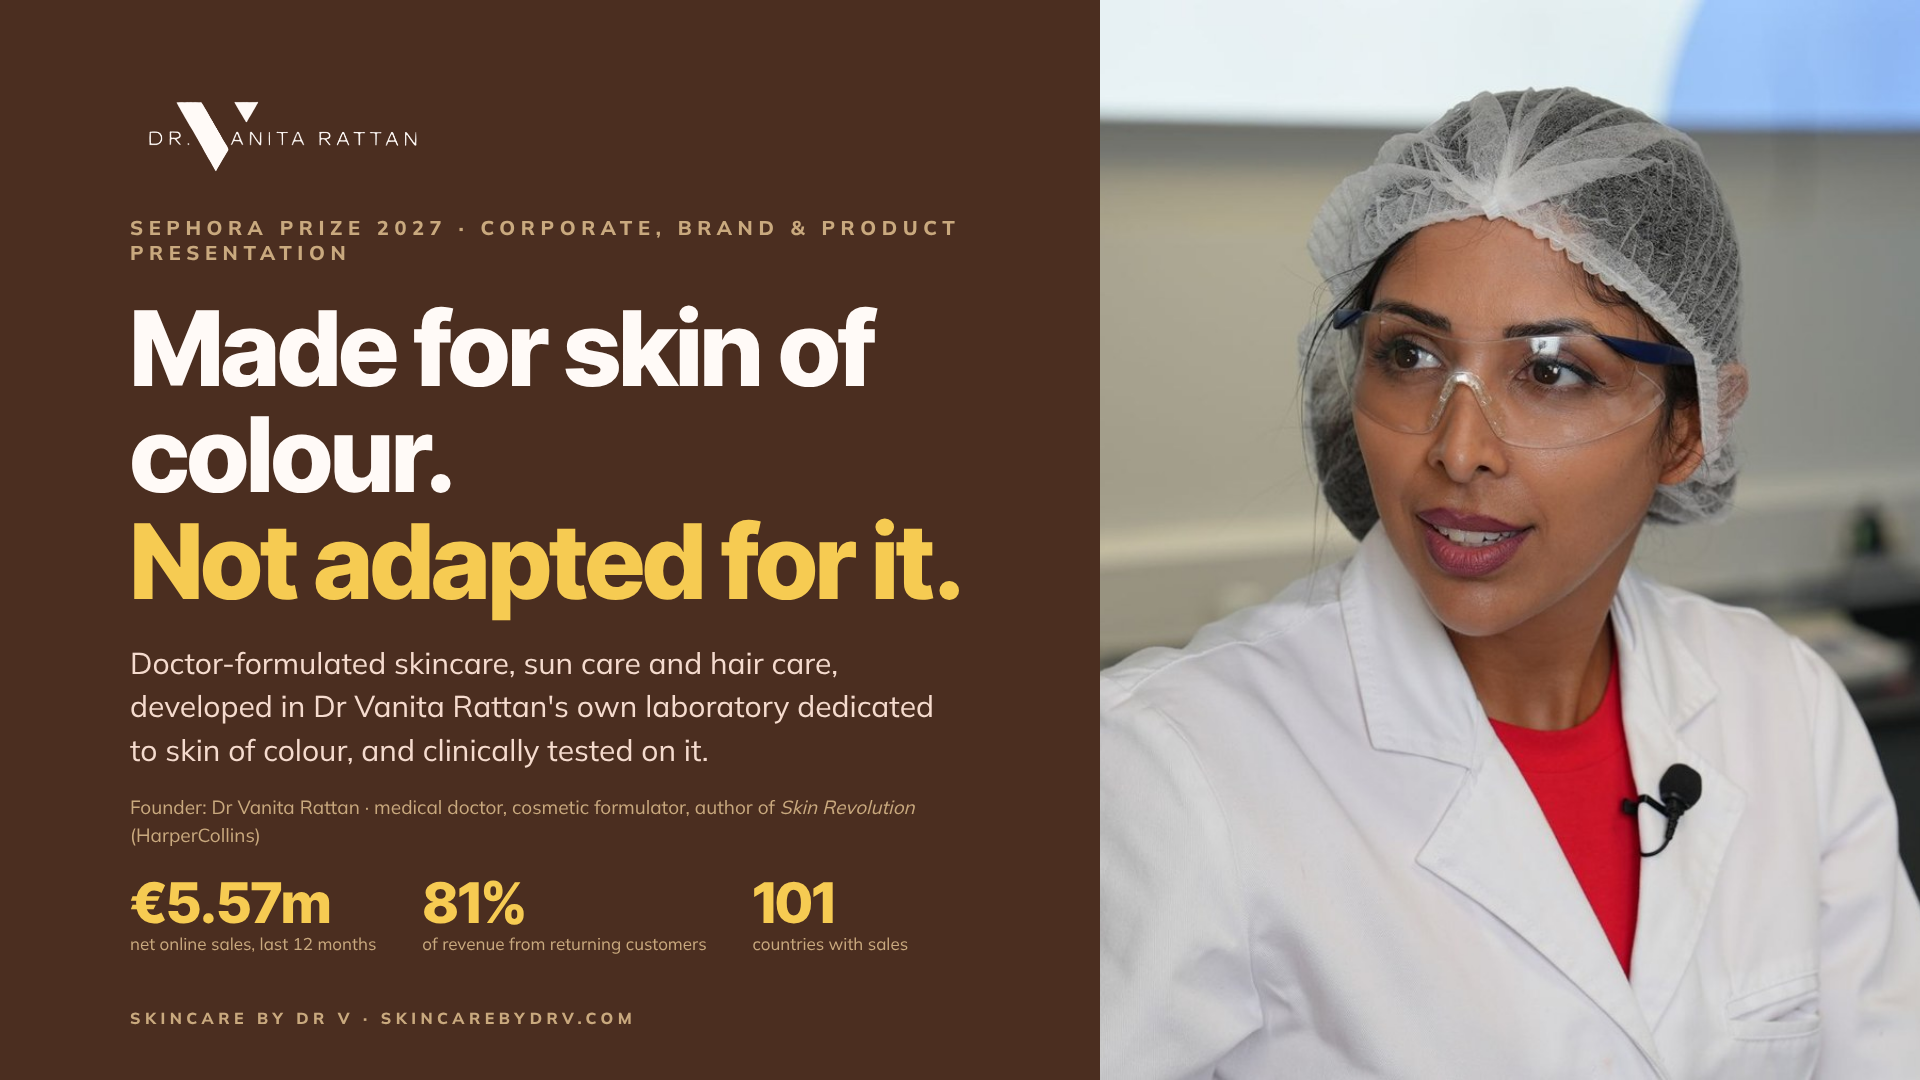 DR. VANITA RATTAN
SEPHORA PRIZE 2027 · CORPORATE, BRAND & PRODUCT
PRESENTATION
Made for skin of
colour.
Not adapted for it.
Doctor-formulated skincare, sun care and hair care,
developed in Dr Vanita Rattan's own laboratory dedicated
to skin of colour, and clinically tested on it.
Founder: Dr Vanita Rattan · medical doctor, cosmetic formulator, author of Skin Revolution
(HarperCollins)
€5.57m 81% 101
net online sales, last 12 months of revenue from returning customers countries with sales
SKINCARE BY DR V · SKINCAREBYDRV.COM